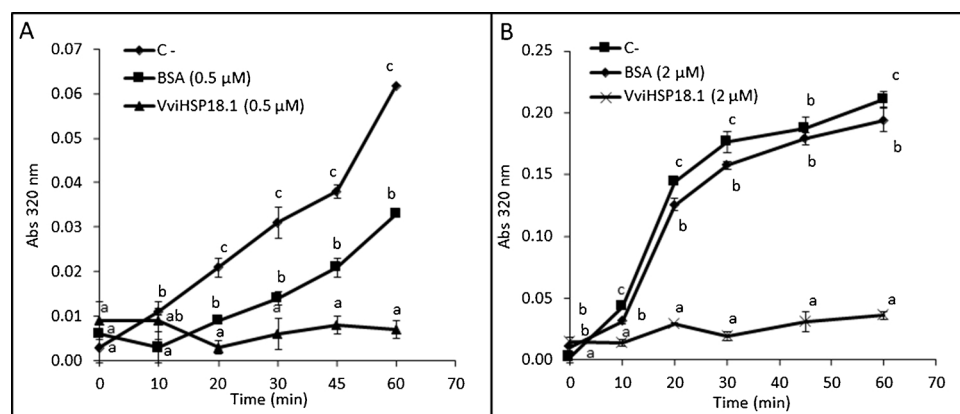 A
0.07
0.06
0.05
0.04
0.03
0.02
0.01
0.00
Abs 320 nm
C -
BSA (0.5 µM)
VviHSP18.1 (0.5 µM)
a
a
a
b
ab
a
c
b
a
c
b
a
c
b
a
c
b
a
0
10
20
30
45
60
70
Time (min)
B
0.25
0.20
0.15
0.10
0.05
0.00
Abs 320 nm
C-
BSA (2 µM)
VviHSP18.1 (2 µM)
b
b
a
c
b
a
c
b
a
c
b
a
b
b
a
c
b
a
0
10
20
30
40
50
60
70
Time (min)